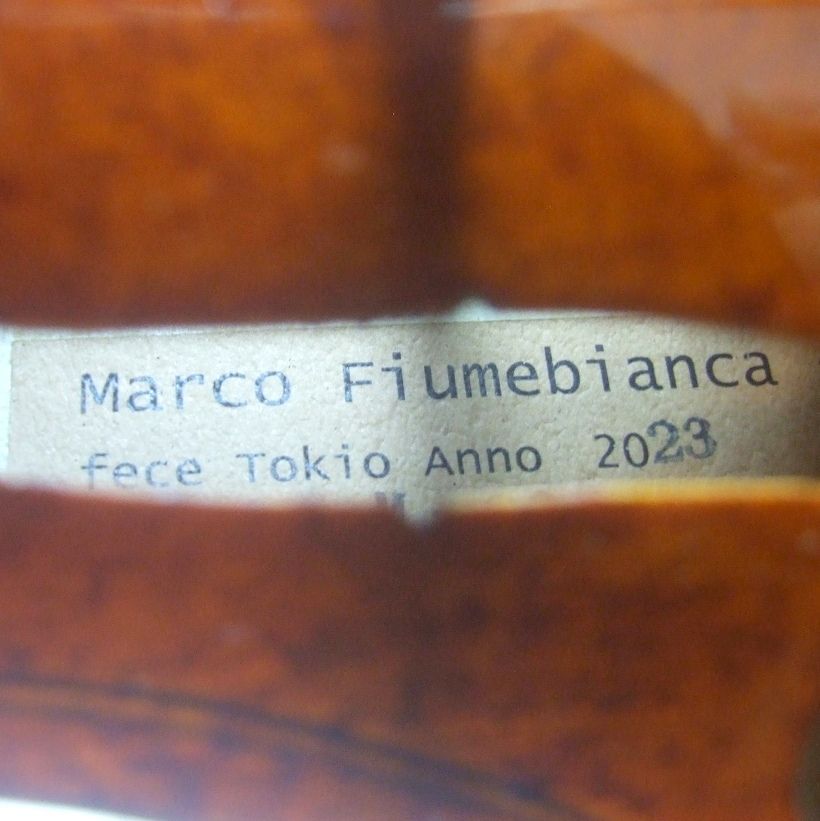 Marco Fiumebianca
fece Tokio Anno 2023